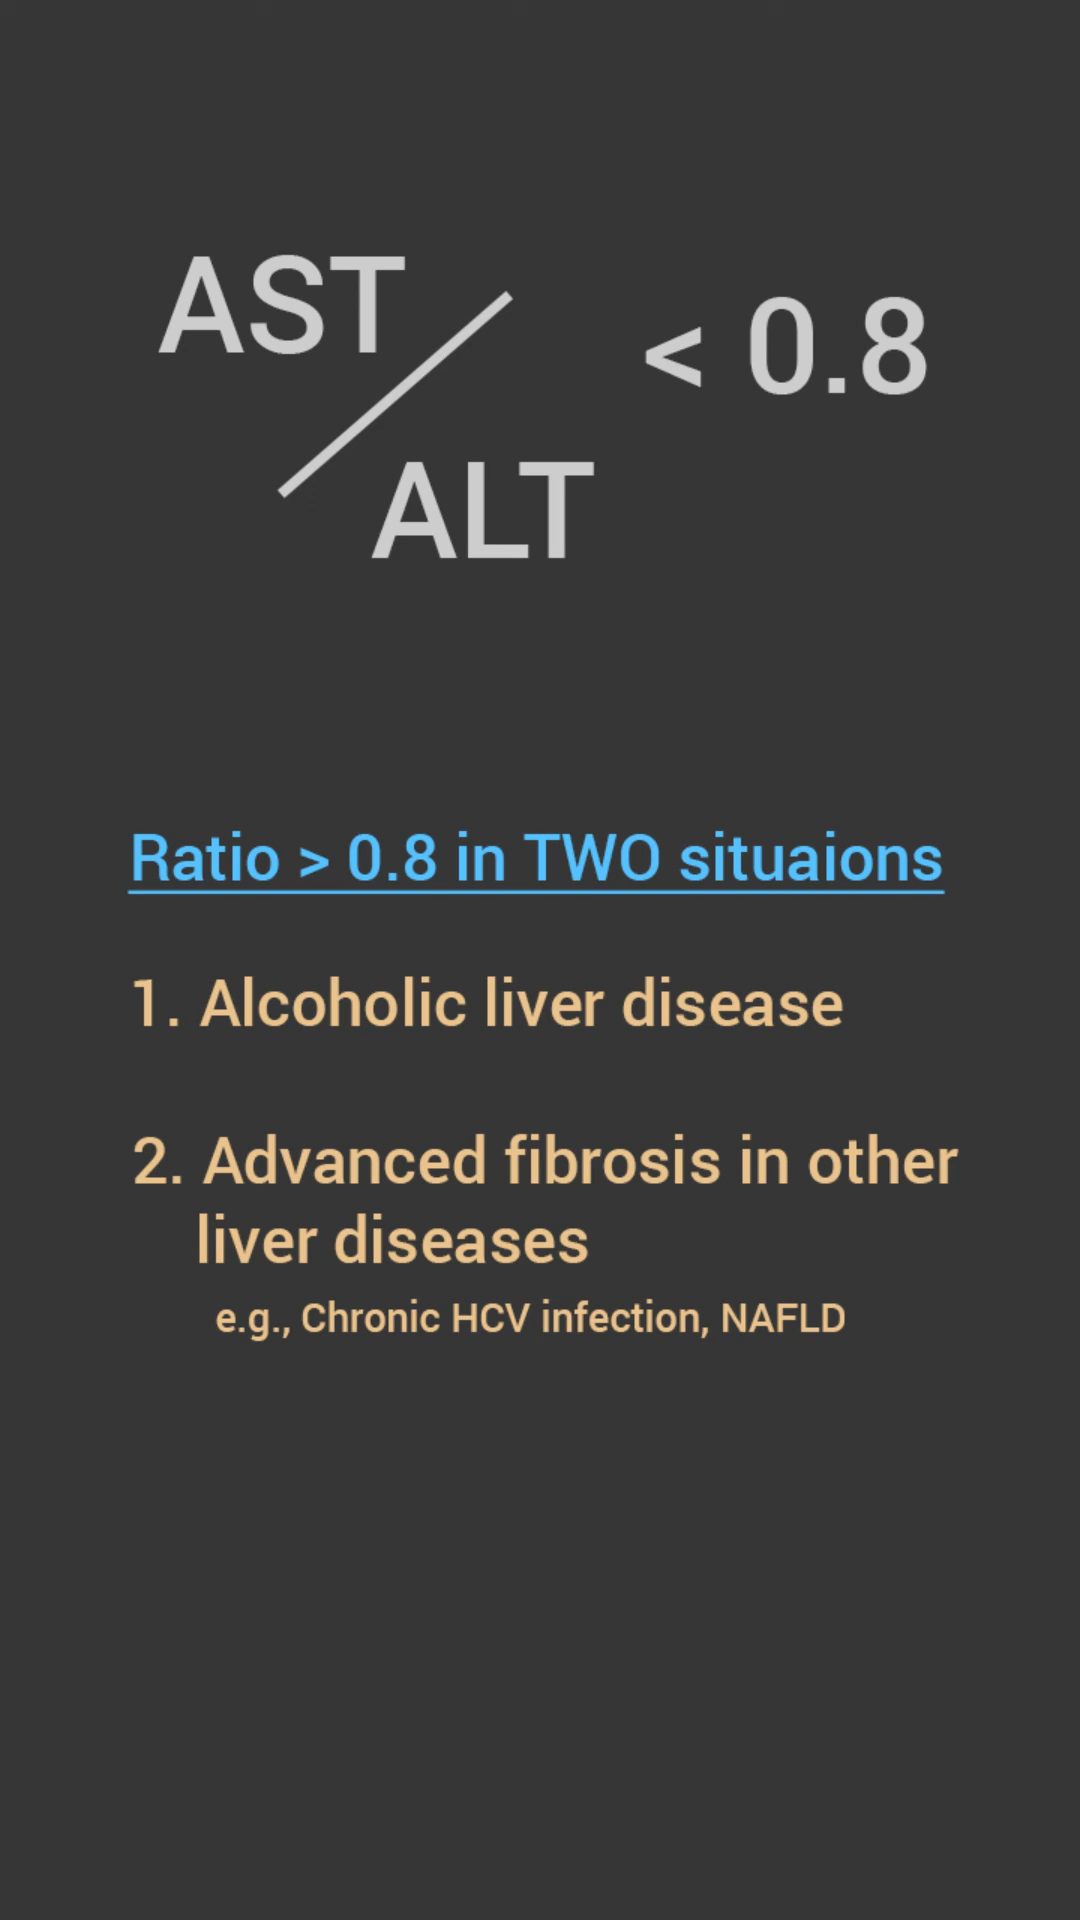 AST/ALT < 0.8
Ratio > 0.8 in TWO situaions
1. Alcoholic liver disease
2. Advanced fibrosis in other
liver diseases
e.g., Chronic HCV infection, NAFLD